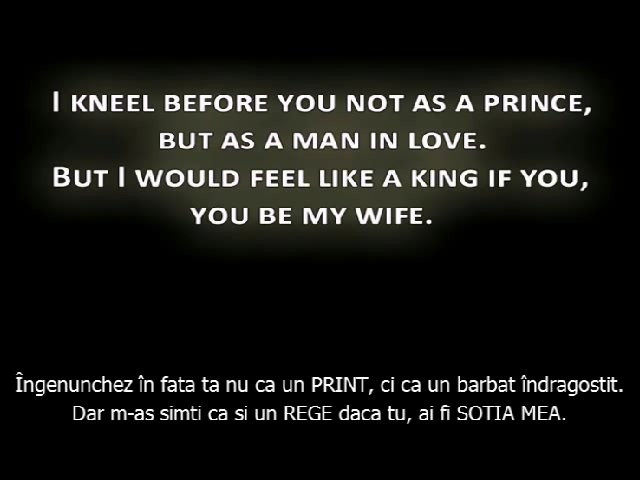 I KNEEL BEFORE YOU NOT AS A PRINCE,
BUT AS A MAN IN LOVE.
BUT I WOULD FEEL LIKE A KING IF YOU,
YOU BE MY WIFE.
Îngenunchez în fata ta nu ca un PRINT, ci ca un barbat îndragostit.
Dar m-as simti ca si un REGE daca tu, ai fi SOTIA MEA.